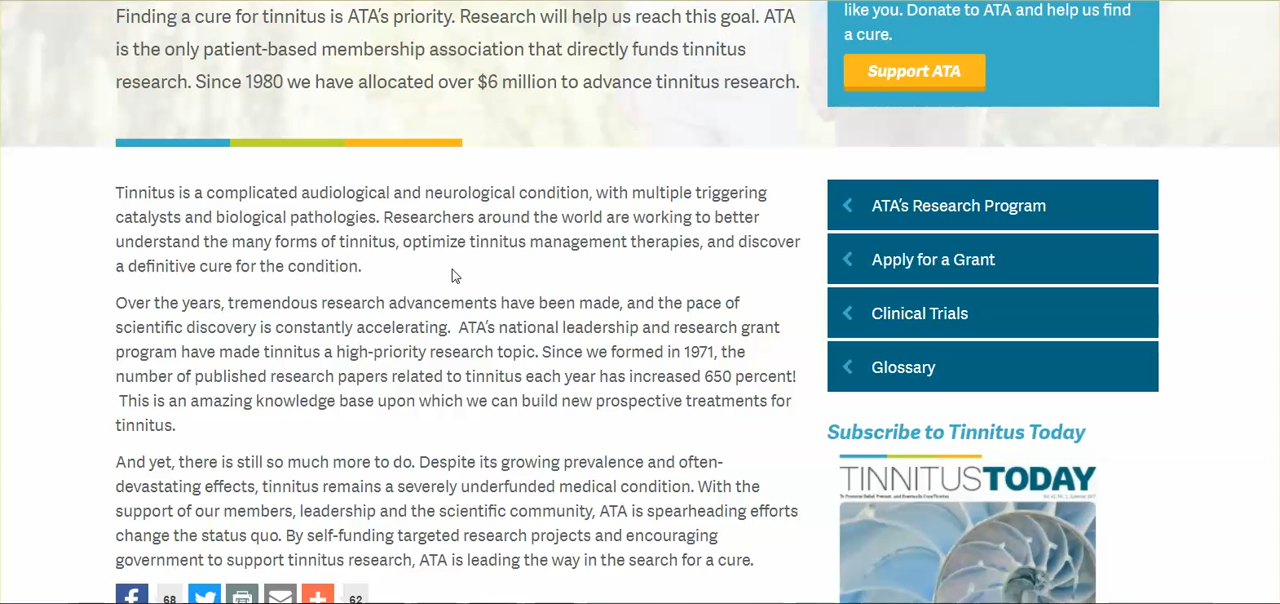 Finding a cure for tinnitus is ATA's priority. Research will help us reach this goal. ATA
is the only patient-based membership association that directly funds tinnitus
research. Since 1980 we have allocated over $6 million to advance tinnitus research.
like you. Donate to ATA and help us find
a cure.
Support ATA
Tinnitus is a complicated audiological and neurological condition, with multiple triggering
catalysts and biological pathologies. Researchers around the world are working to better
understand the many forms of tinnitus, optimize tinnitus management therapies, and discover
a definitive cure for the condition.
Over the years, tremendous research advancements have been made, and the pace of
scientific discovery is constantly accelerating.  ATA's national leadership and research grant
program have made tinnitus a high-priority research topic. Since we formed in 1971, the
number of published research papers related to tinnitus each year has increased 650 percent!
This is an amazing knowledge base upon which we can build new prospective treatments for
tinnitus.
And yet, there is still so much more to do. Despite its growing prevalence and often-
devastating effects, tinnitus remains a severely underfunded medical condition. With the
support of our members, leadership and the scientific community, ATA is spearheading efforts
change the status quo. By self-funding targeted research projects and encouraging
government to support tinnitus research, ATA is leading the way in the search for a cure.
68
62
ATA's Research Program
Apply for a Grant
Clinical Trials
Glossary
Subscribe to Tinnitus Today
TINNITUSTODAY